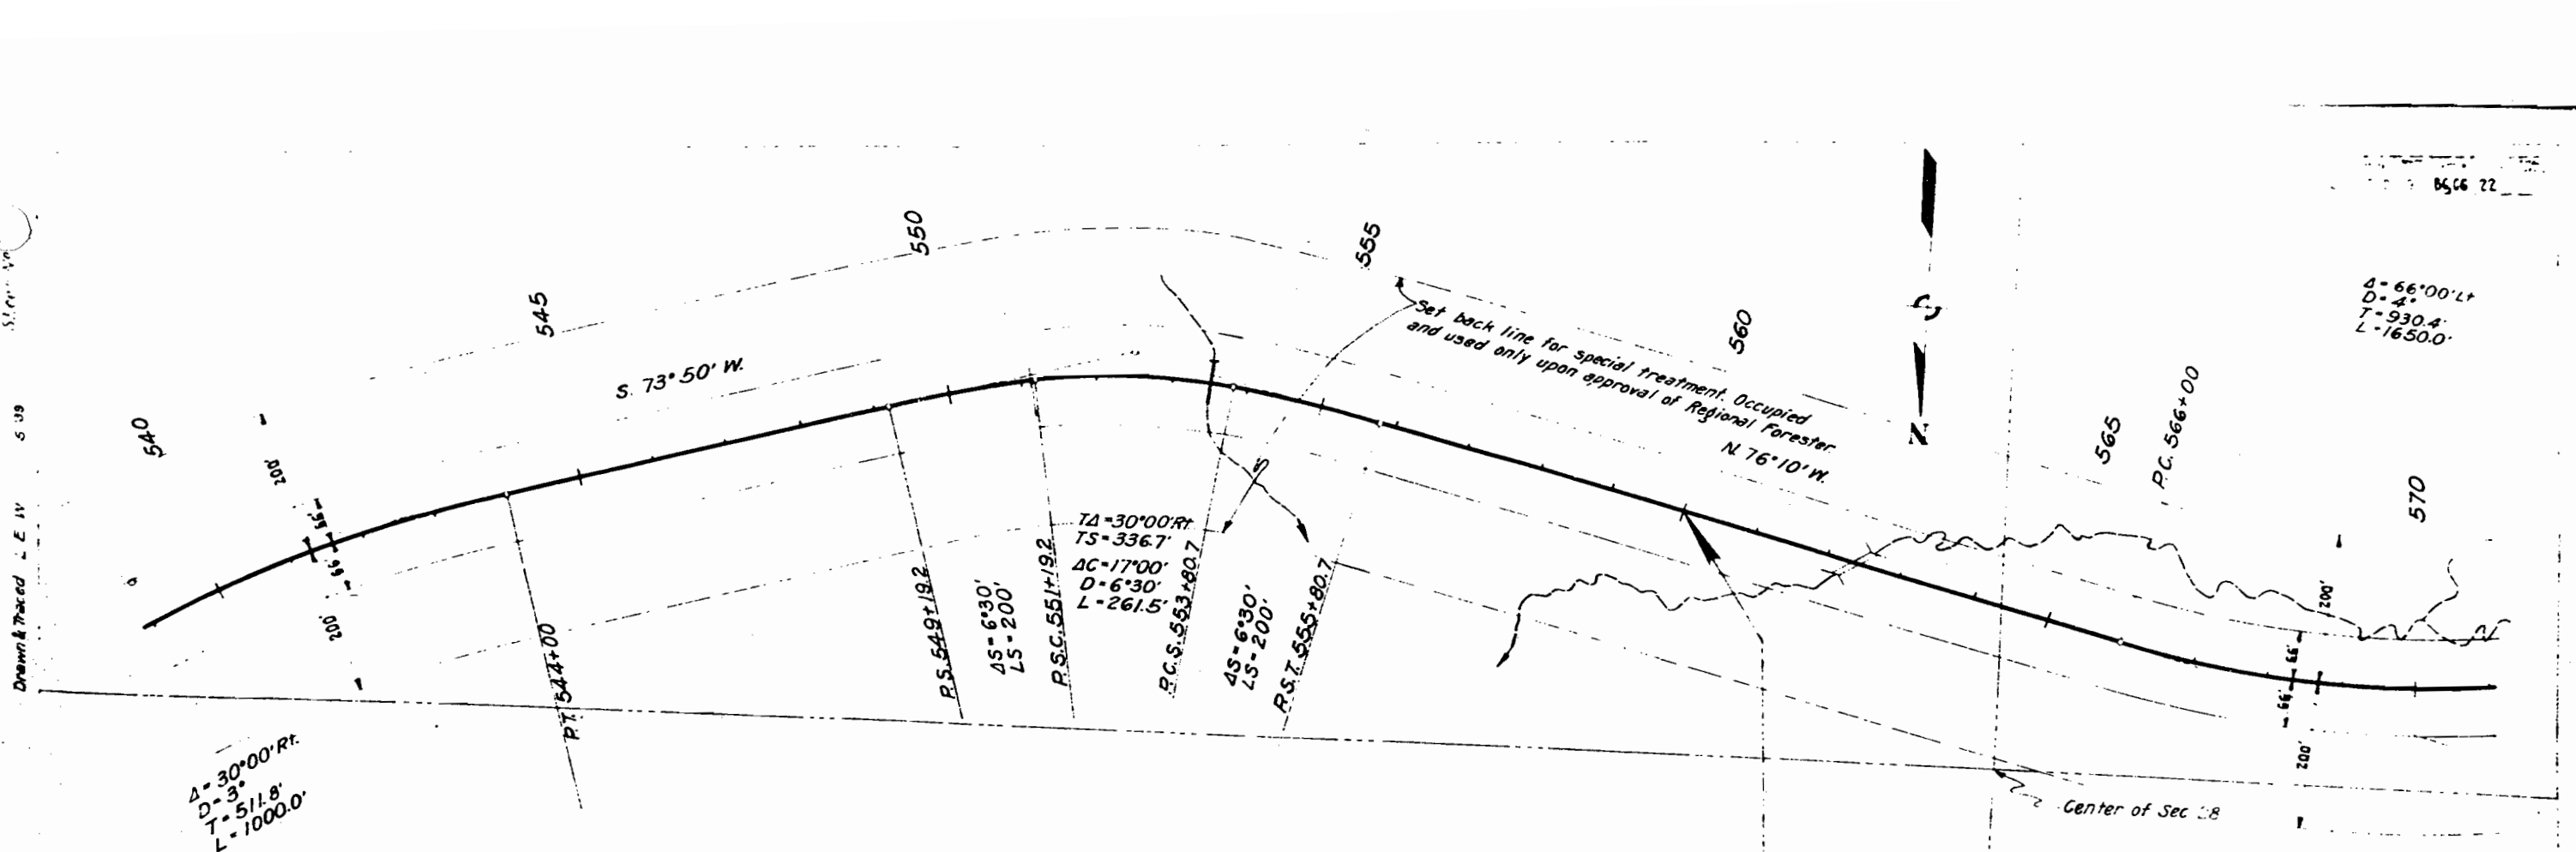 BG66 22
550
555
545
560
540
Δ = 66°00' Lt
D = 4°
T = 930.4'
L = 1650.0'
S. 73° 50' W.
Set back line for special treatment. Occupied
and used only upon approval of Regional Forester
N. 76° 10' W.
N
565
P.C. 566+00
570
200'
66'
66'
200'
TΔ = 30°00' Rt.
TS = 336.7'
ΔC = 17°00'
D = 6°30'
L = 261.5'
P.T. 544+00
P.S. 549+19.2
ΔS = 6°30'
LS = 200'
P.S.C. 551+19.2
P.C.S. 553+80.7
ΔS = 6°30'
LS = 200'
P.S.T. 555+80.7
200'
66'
66'
200'
Drawn & Traced L E W
Δ = 30°00' Rt.
D = 3°
T = 511.8'
L = 1000.0'
Center of Sec